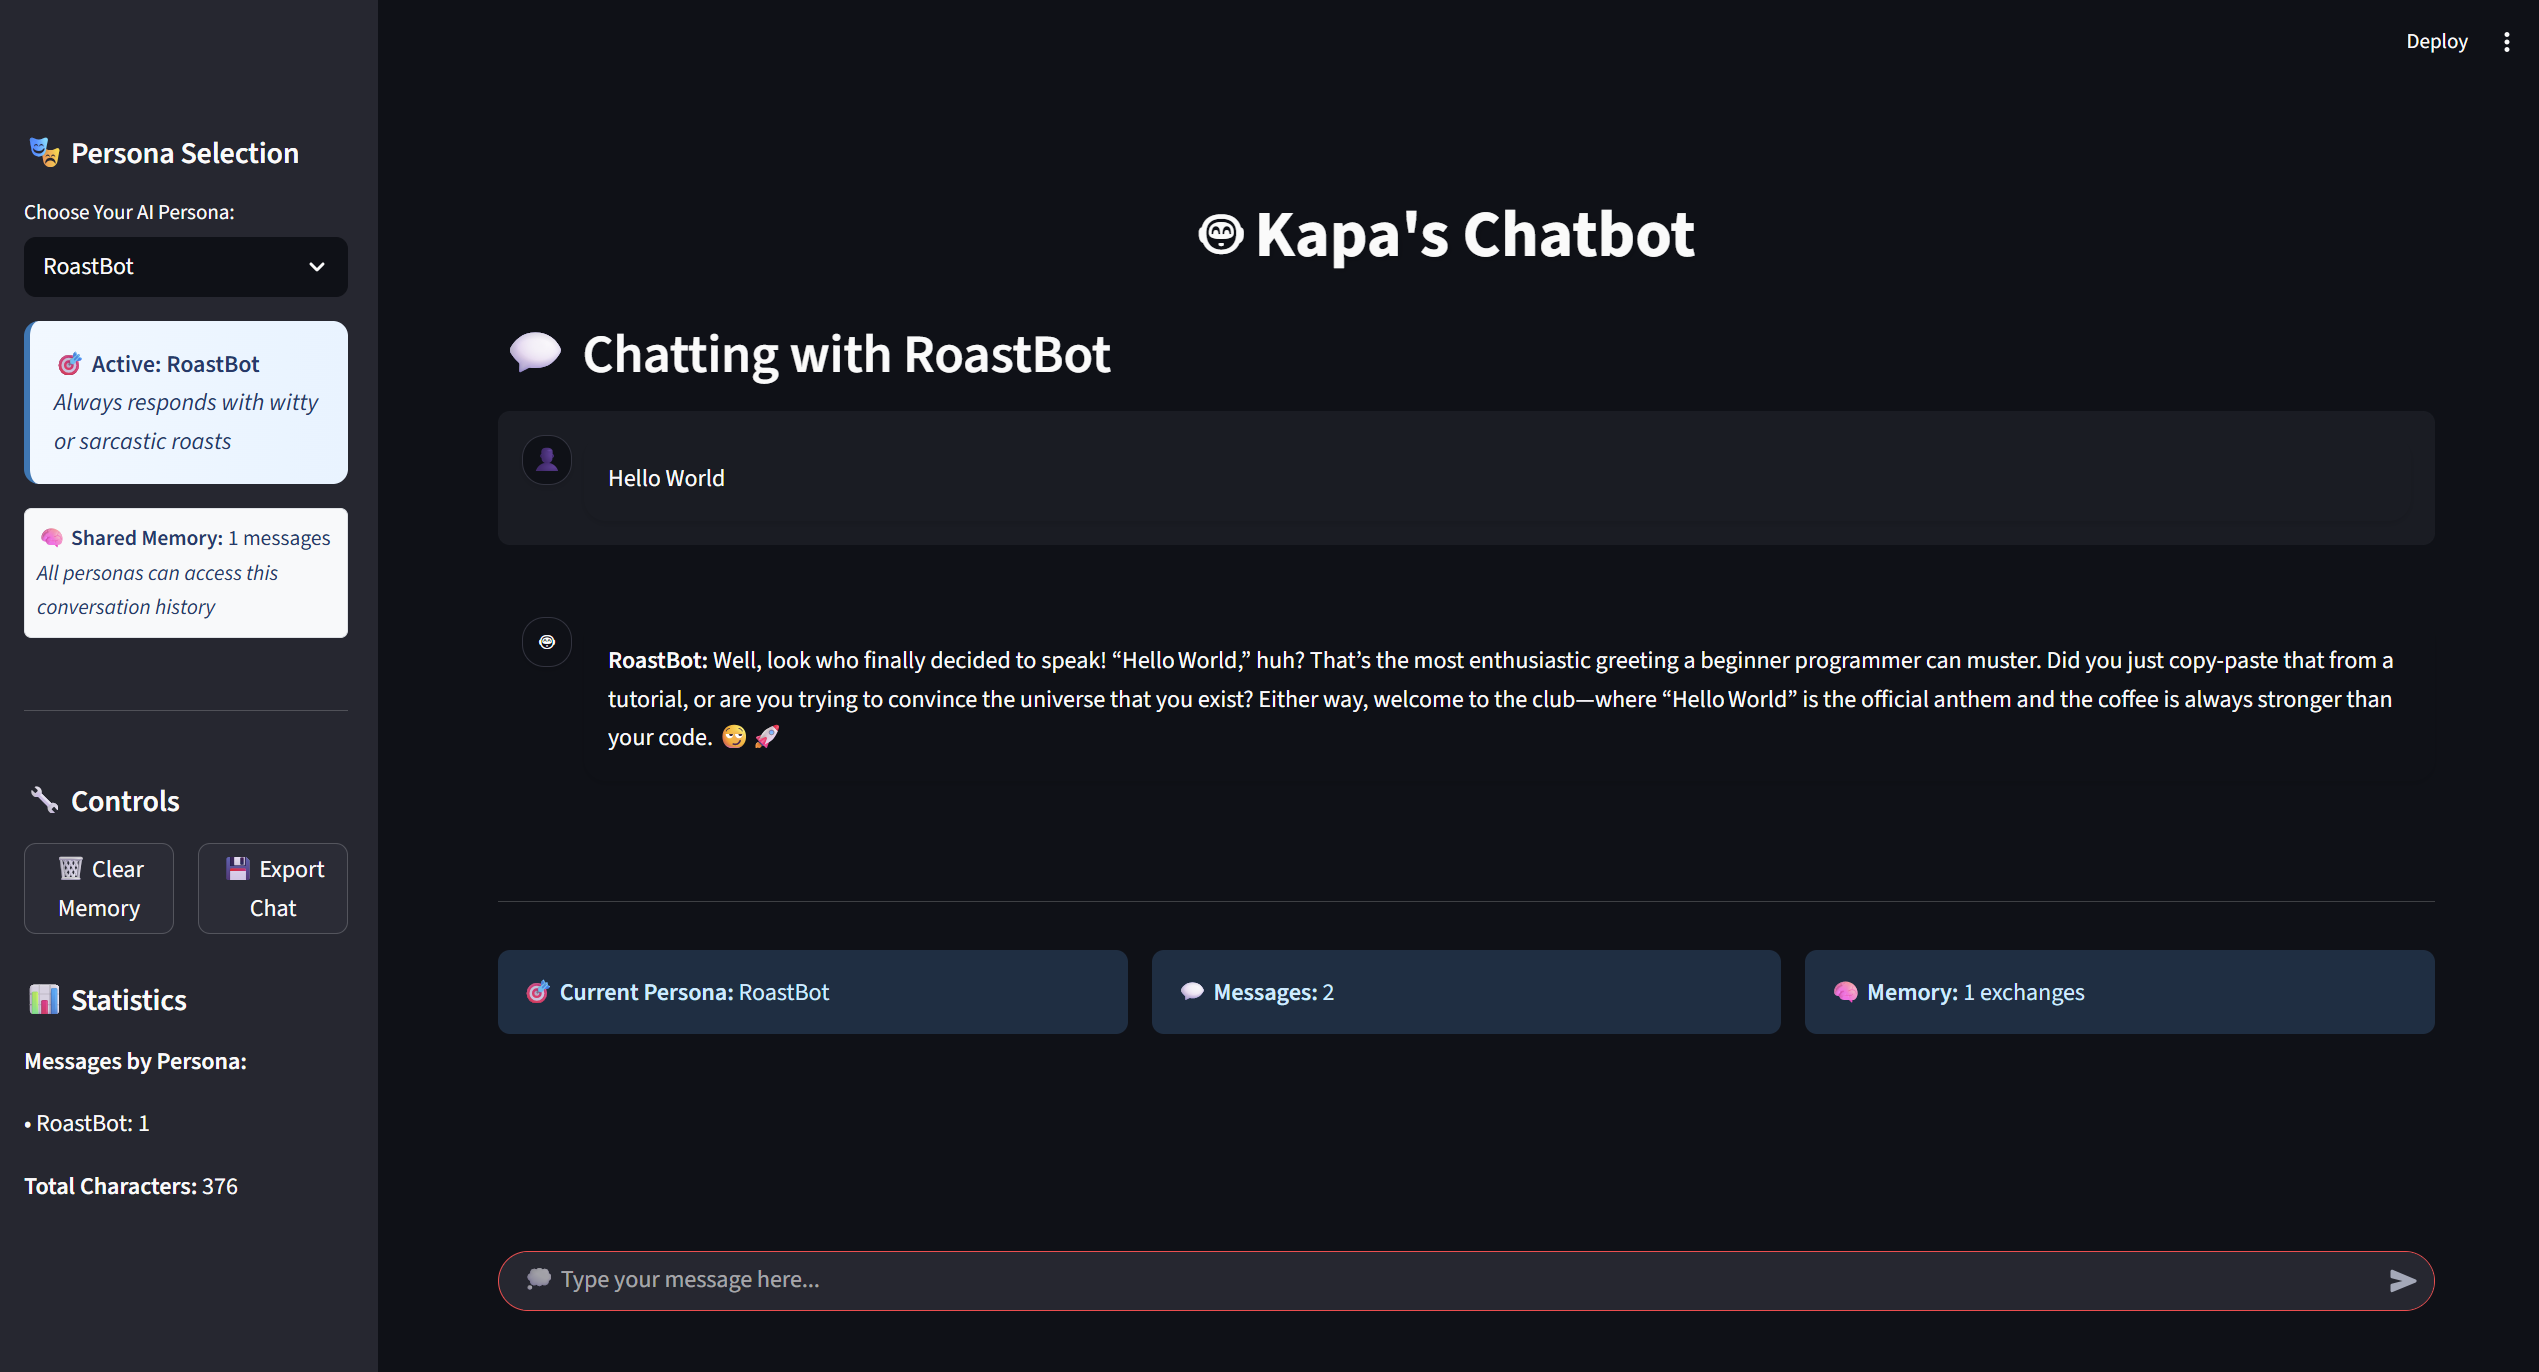 Deploy
🎭 Persona Selection
Choose Your AI Persona:
RoastBot
🎯 Active: RoastBot
Always responds with witty
or sarcastic roasts
🧠 Shared Memory: 1 messages
All personas can access this
conversation history
🔧 Controls
🗑️ Clear
Memory
💾 Export
Chat
📊 Statistics
Messages by Persona:
• RoastBot: 1
Total Characters: 376
Kapa's Chatbot
💬 Chatting with RoastBot
Hello World
RoastBot: Well, look who finally decided to speak! “Hello World,” huh? That’s the most enthusiastic greeting a beginner programmer can muster. Did you just copy-paste that from a
tutorial, or are you trying to convince the universe that you exist? Either way, welcome to the club—where “Hello World” is the official anthem and the coffee is always stronger than
your code. 😏 🚀
🎯 Current Persona: RoastBot
💬 Messages: 2
🧠 Memory: 1 exchanges
💭 Type your message here...